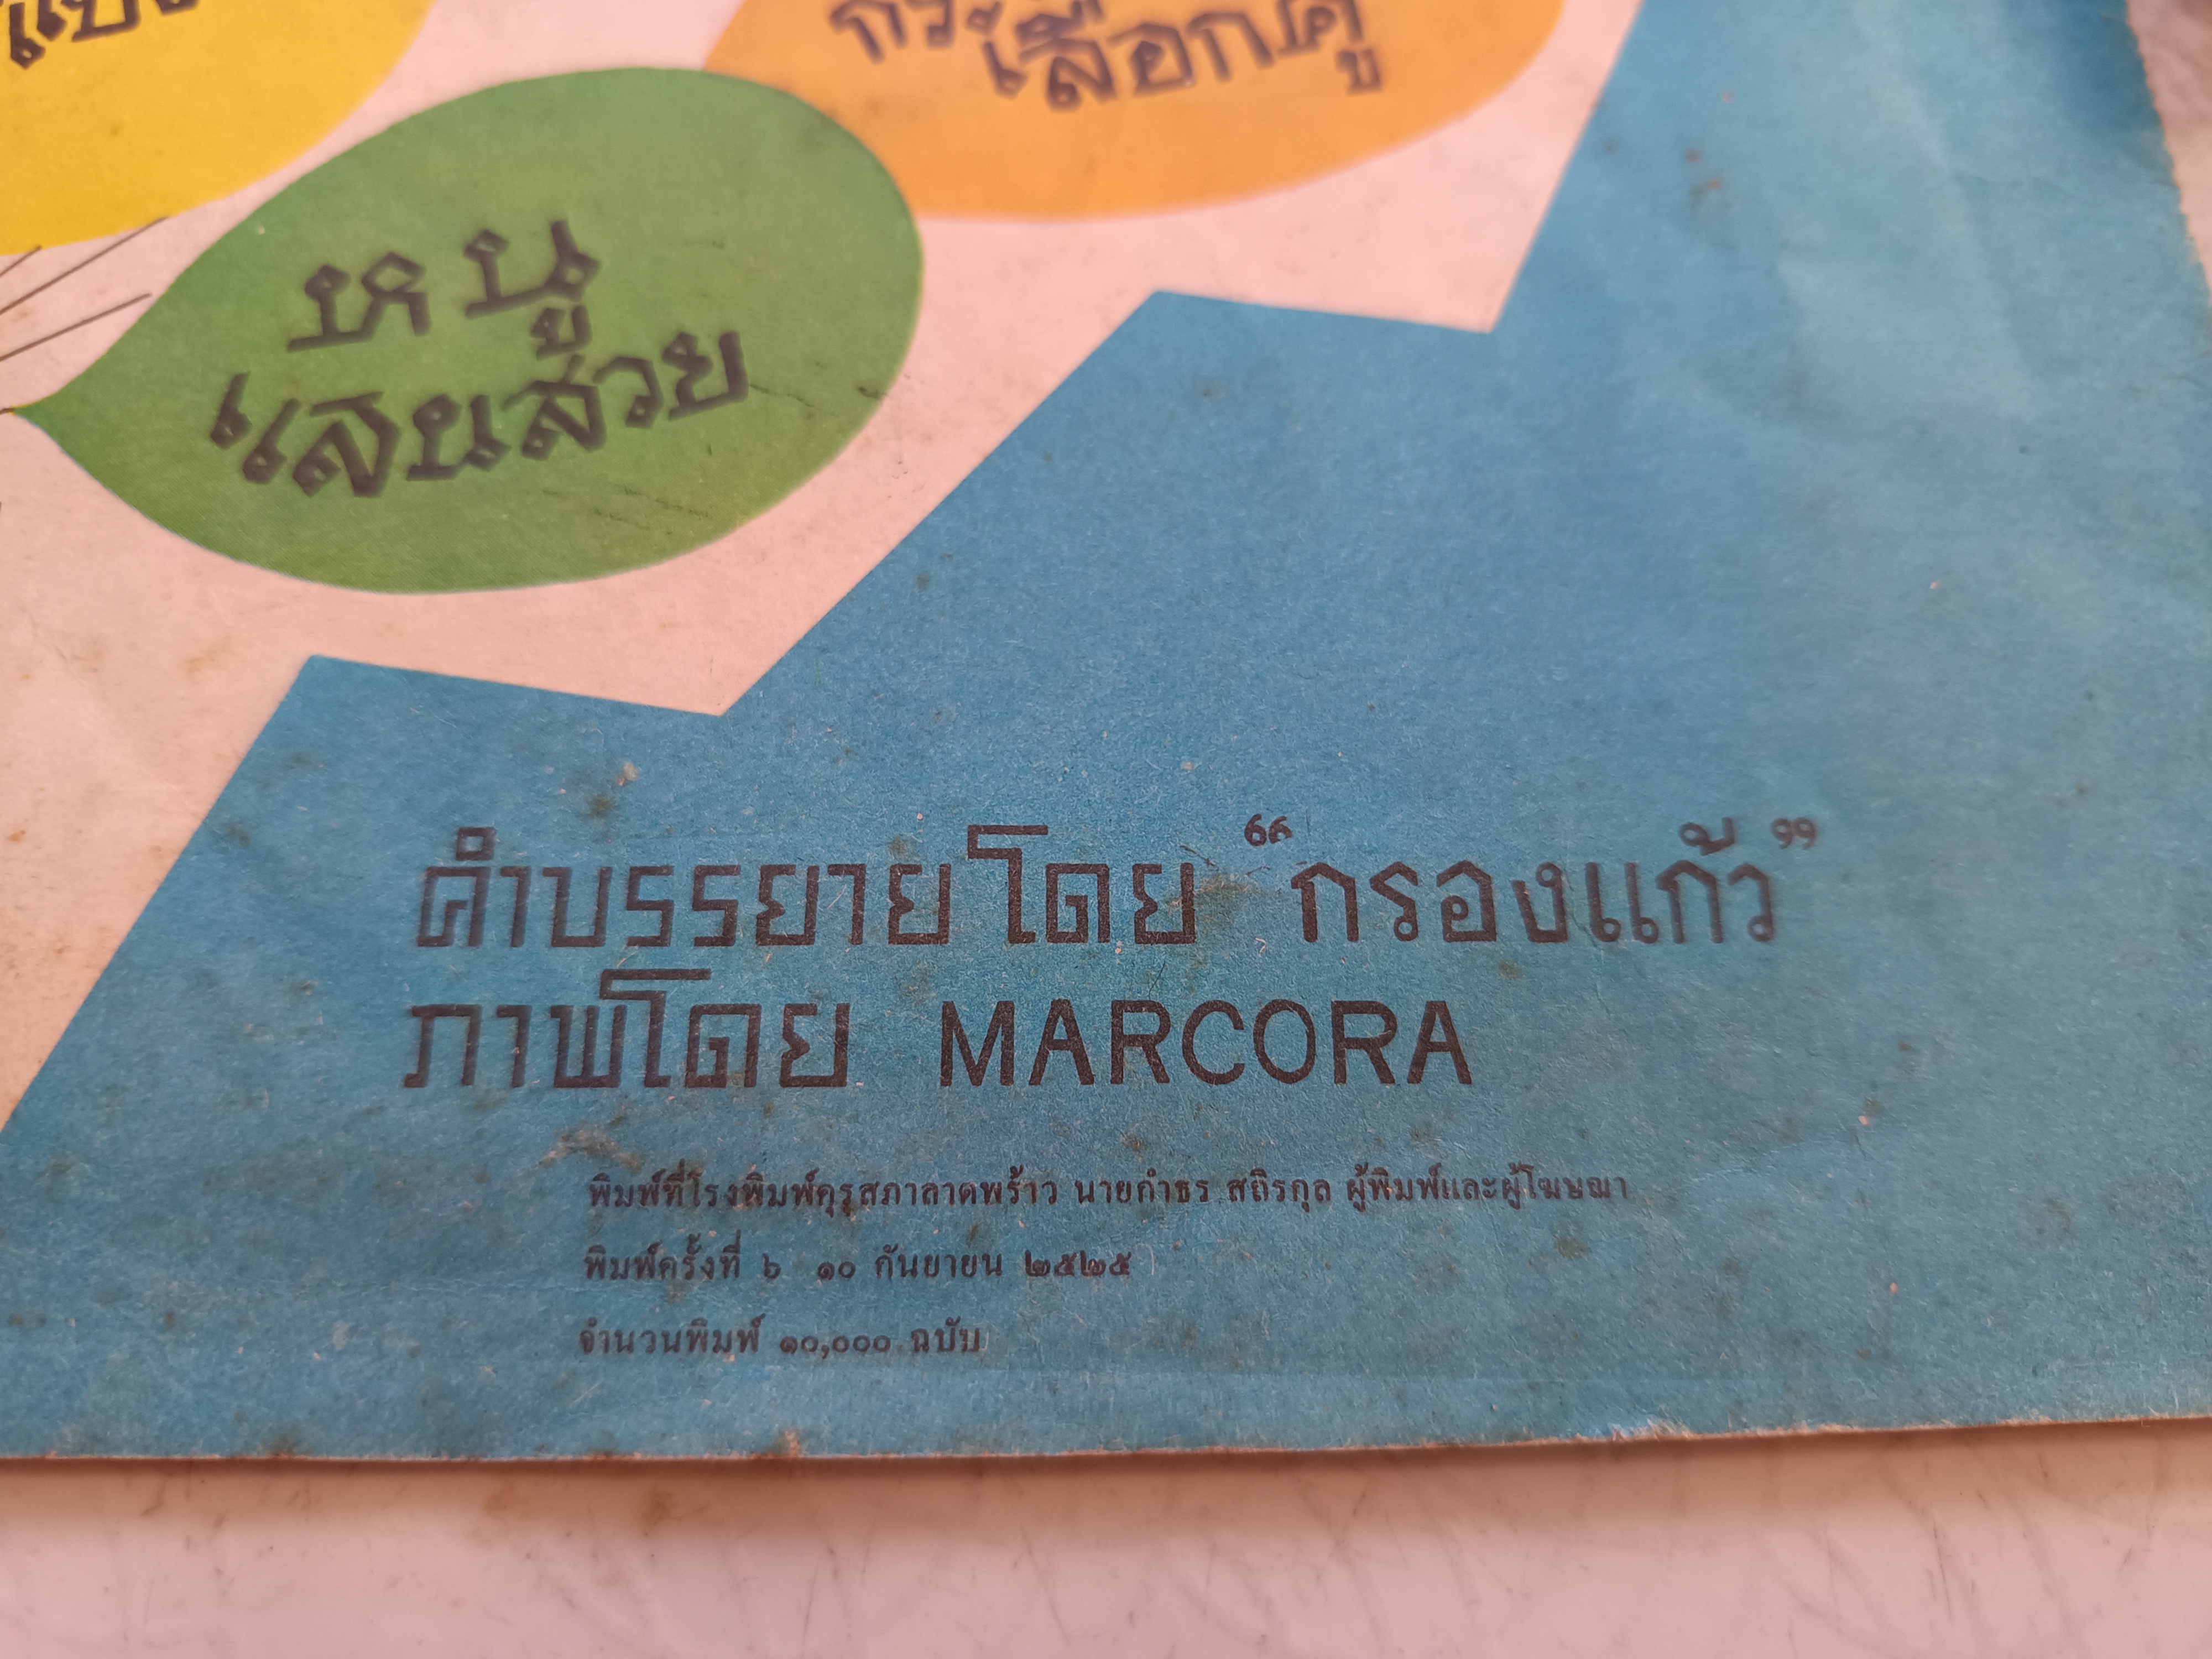 เลือกคู่
หนู
แสนสวย
คำบรรยายโดย “กรองแก้ว”
ภาพโดย MARCORA
พิมพ์ที่โรงพิมพ์คุรุสภาลาดพร้าว นายกำธร สถิรกุล ผู้พิมพ์และผู้โฆษณา
พิมพ์ครั้งที่ ๖ ๑๐ กันยายน ๒๕๒๕
จำนวนพิมพ์ ๑๐,๐๐๐ ฉบับ